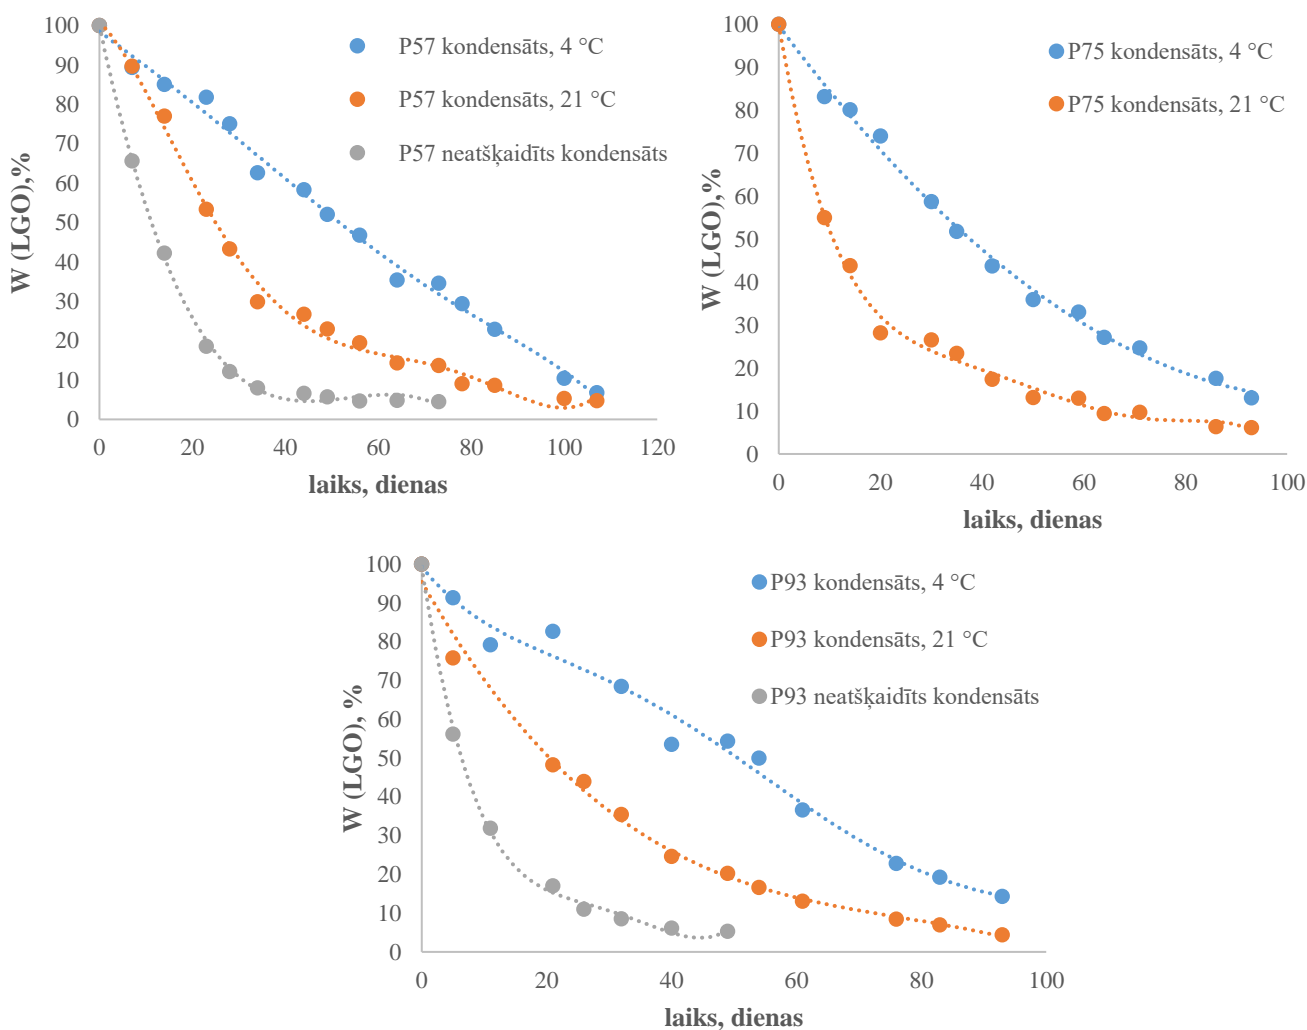 100
90
80
70
60
50
40
30
20
10
0
W (LGO),%
0 20 40 60 80 100 120
laiks, dienas
P57 kondensāts, 4 °C
P57 kondensāts, 21 °C
P57 neatšķaidīts kondensāts
100
90
80
70
60
50
40
30
20
10
0
W (LGO),%
0 20 40 60 80 100
laiks, dienas
P75 kondensāts, 4 °C
P75 kondensāts, 21 °C
100
90
80
70
60
50
40
30
20
10
0
W (LGO), %
0 20 40 60 80 100
laiks, dienas
P93 kondensāts, 4 °C
P93 kondensāts, 21 °C
P93 neatšķaidīts kondensāts